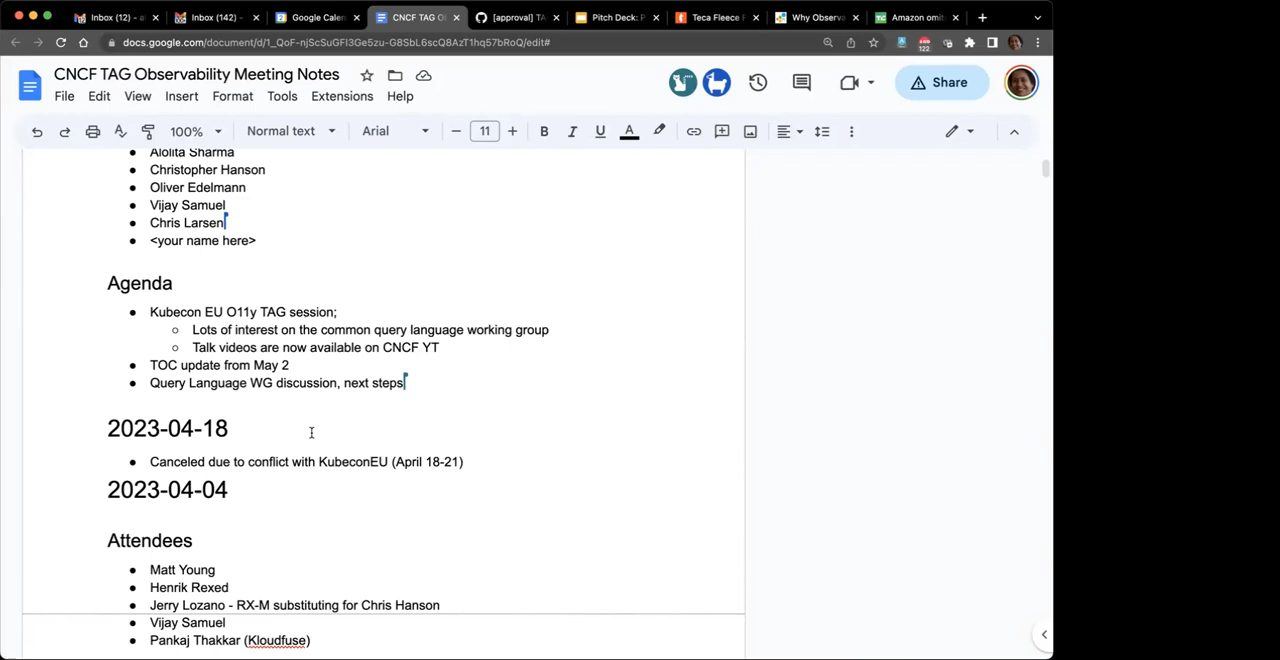 Inbox (12) - a
Inbox (142) -
Google Calen
CNCF TAG O
[approval] TA
Pitch Deck: P
Teca Fleece F
Why Observa
Amazon omit
docs.google.com/document/d/1_QoF-njScSuGFI3Ge5zu-G8SbL6scQ8AzT1hq57bRoQ/edit#
122
CNCF TAG Observability Meeting Notes
File Edit View Insert Format Tools Extensions Help
Share
100% Normal text Arial − 11 + B I U A
Alolita Sharma
Christopher Hanson
Oliver Edelmann
Vijay Samuel
Chris Larsen
<your name here>
Agenda
Kubecon EU O11y TAG session;
Lots of interest on the common query language working group
Talk videos are now available on CNCF YT
TOC update from May 2
Query Language WG discussion, next steps
2023-04-18
Canceled due to conflict with KubeconEU (April 18-21)
2023-04-04
Attendees
Matt Young
Henrik Rexed
Jerry Lozano - RX-M substituting for Chris Hanson
Vijay Samuel
Pankaj Thakkar (Kloudfuse)